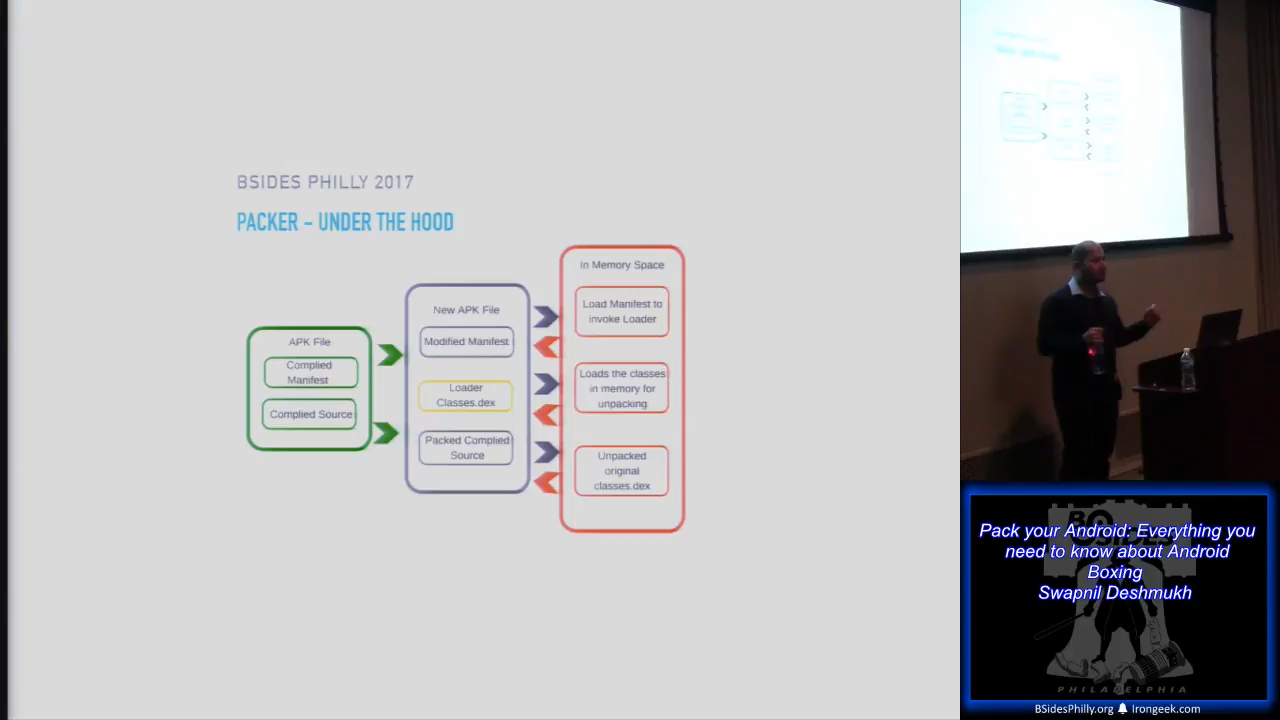 BSIDES PHILLY 2017
PACKER – UNDER THE HOOD
APK File
Complied
Manifest
Complied Source
New APK File
Modified Manifest
Loader
Classes.dex
Packed Complied
Source
In Memory Space
Load Manifest to
invoke Loader
Loads the classes
in memory for
unpacking
Unpacked
original
classes.dex
Pack your Android: Everything you
need to know about Android
Boxing
Swapnil Deshmukh
PHILADELPHIA
BSidesPhilly.org Irongeek.com